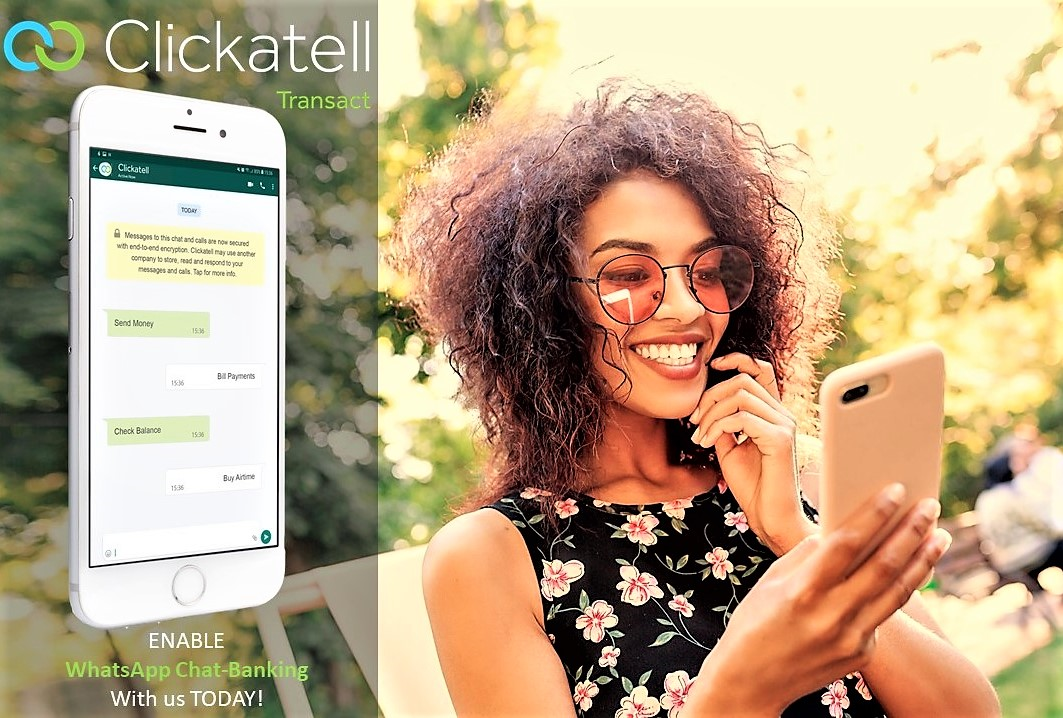 Clickatell
Transact
Clickatell
Active Now
15:36
TODAY
Messages to this chat and calls are now secured
with end-to-end encryption. Clickatell may use another
company to store, read and respond to your
messages and calls. Tap for more info.
Send Money
15:36
Bill Payments
15:36
Check Balance
15:36
Buy Airtime
15:36
ENABLE
WhatsApp Chat-Banking
With us TODAY!